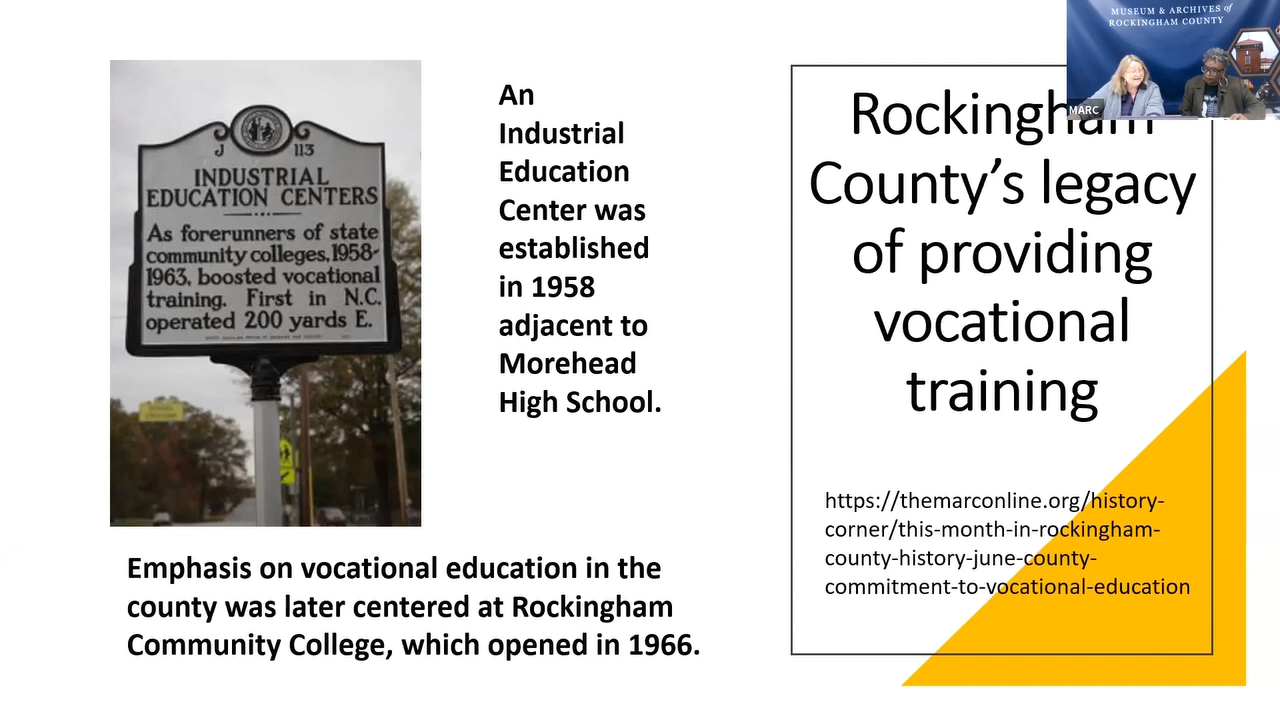 MUSEUM & ARCHIVES of
ROCKINGHAM COUNTY
MARC
J 113
INDUSTRIAL
EDUCATION CENTERS
As forerunners of state
community colleges, 1958-
1963, boosted vocational
training. First in N.C.
operated 200 yards E.
An
Industrial
Education
Center was
established
in 1958
adjacent to
Morehead
High School.
Emphasis on vocational education in the
county was later centered at Rockingham
Community College, which opened in 1966.
Rockingham
County’s legacy
of providing
vocational
training
https://themarconline.org/history-
corner/this-month-in-rockingham-
county-history-june-county-
commitment-to-vocational-education